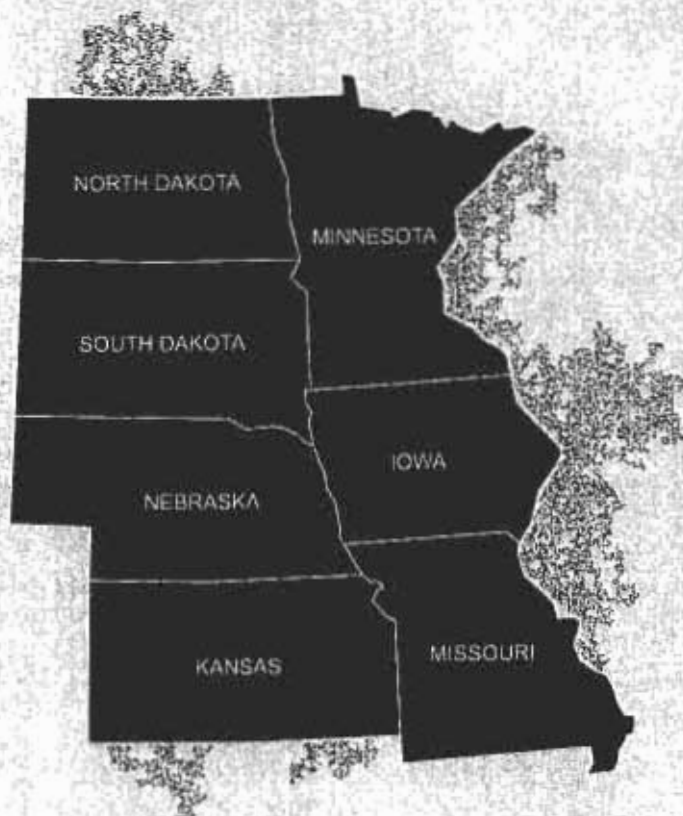 NORTH DAKOTA
MINNESOTA
SOUTH DAKOTA
IOWA
NEBRASKA
MISSOURI
KANSAS